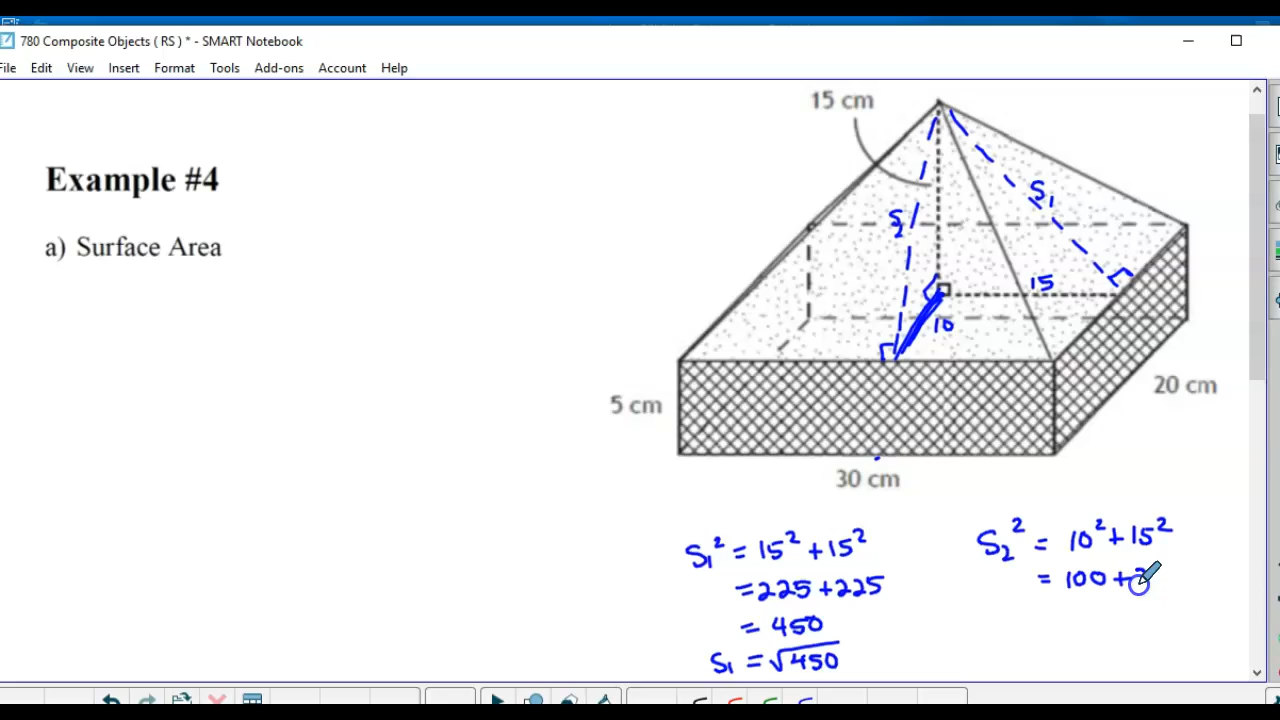 780 Composite Objects ( RS ) * - SMART Notebook
File Edit View Insert Format Tools Add-ons Account Help
15 cm
Example #4
a) Surface Area
S₂
S₁
15
10
5 cm
20 cm
30 cm
S₁² = 15² + 15²
= 225 + 225
= 450
S₁ = √450
S₂² = 10² + 15²
= 100 +